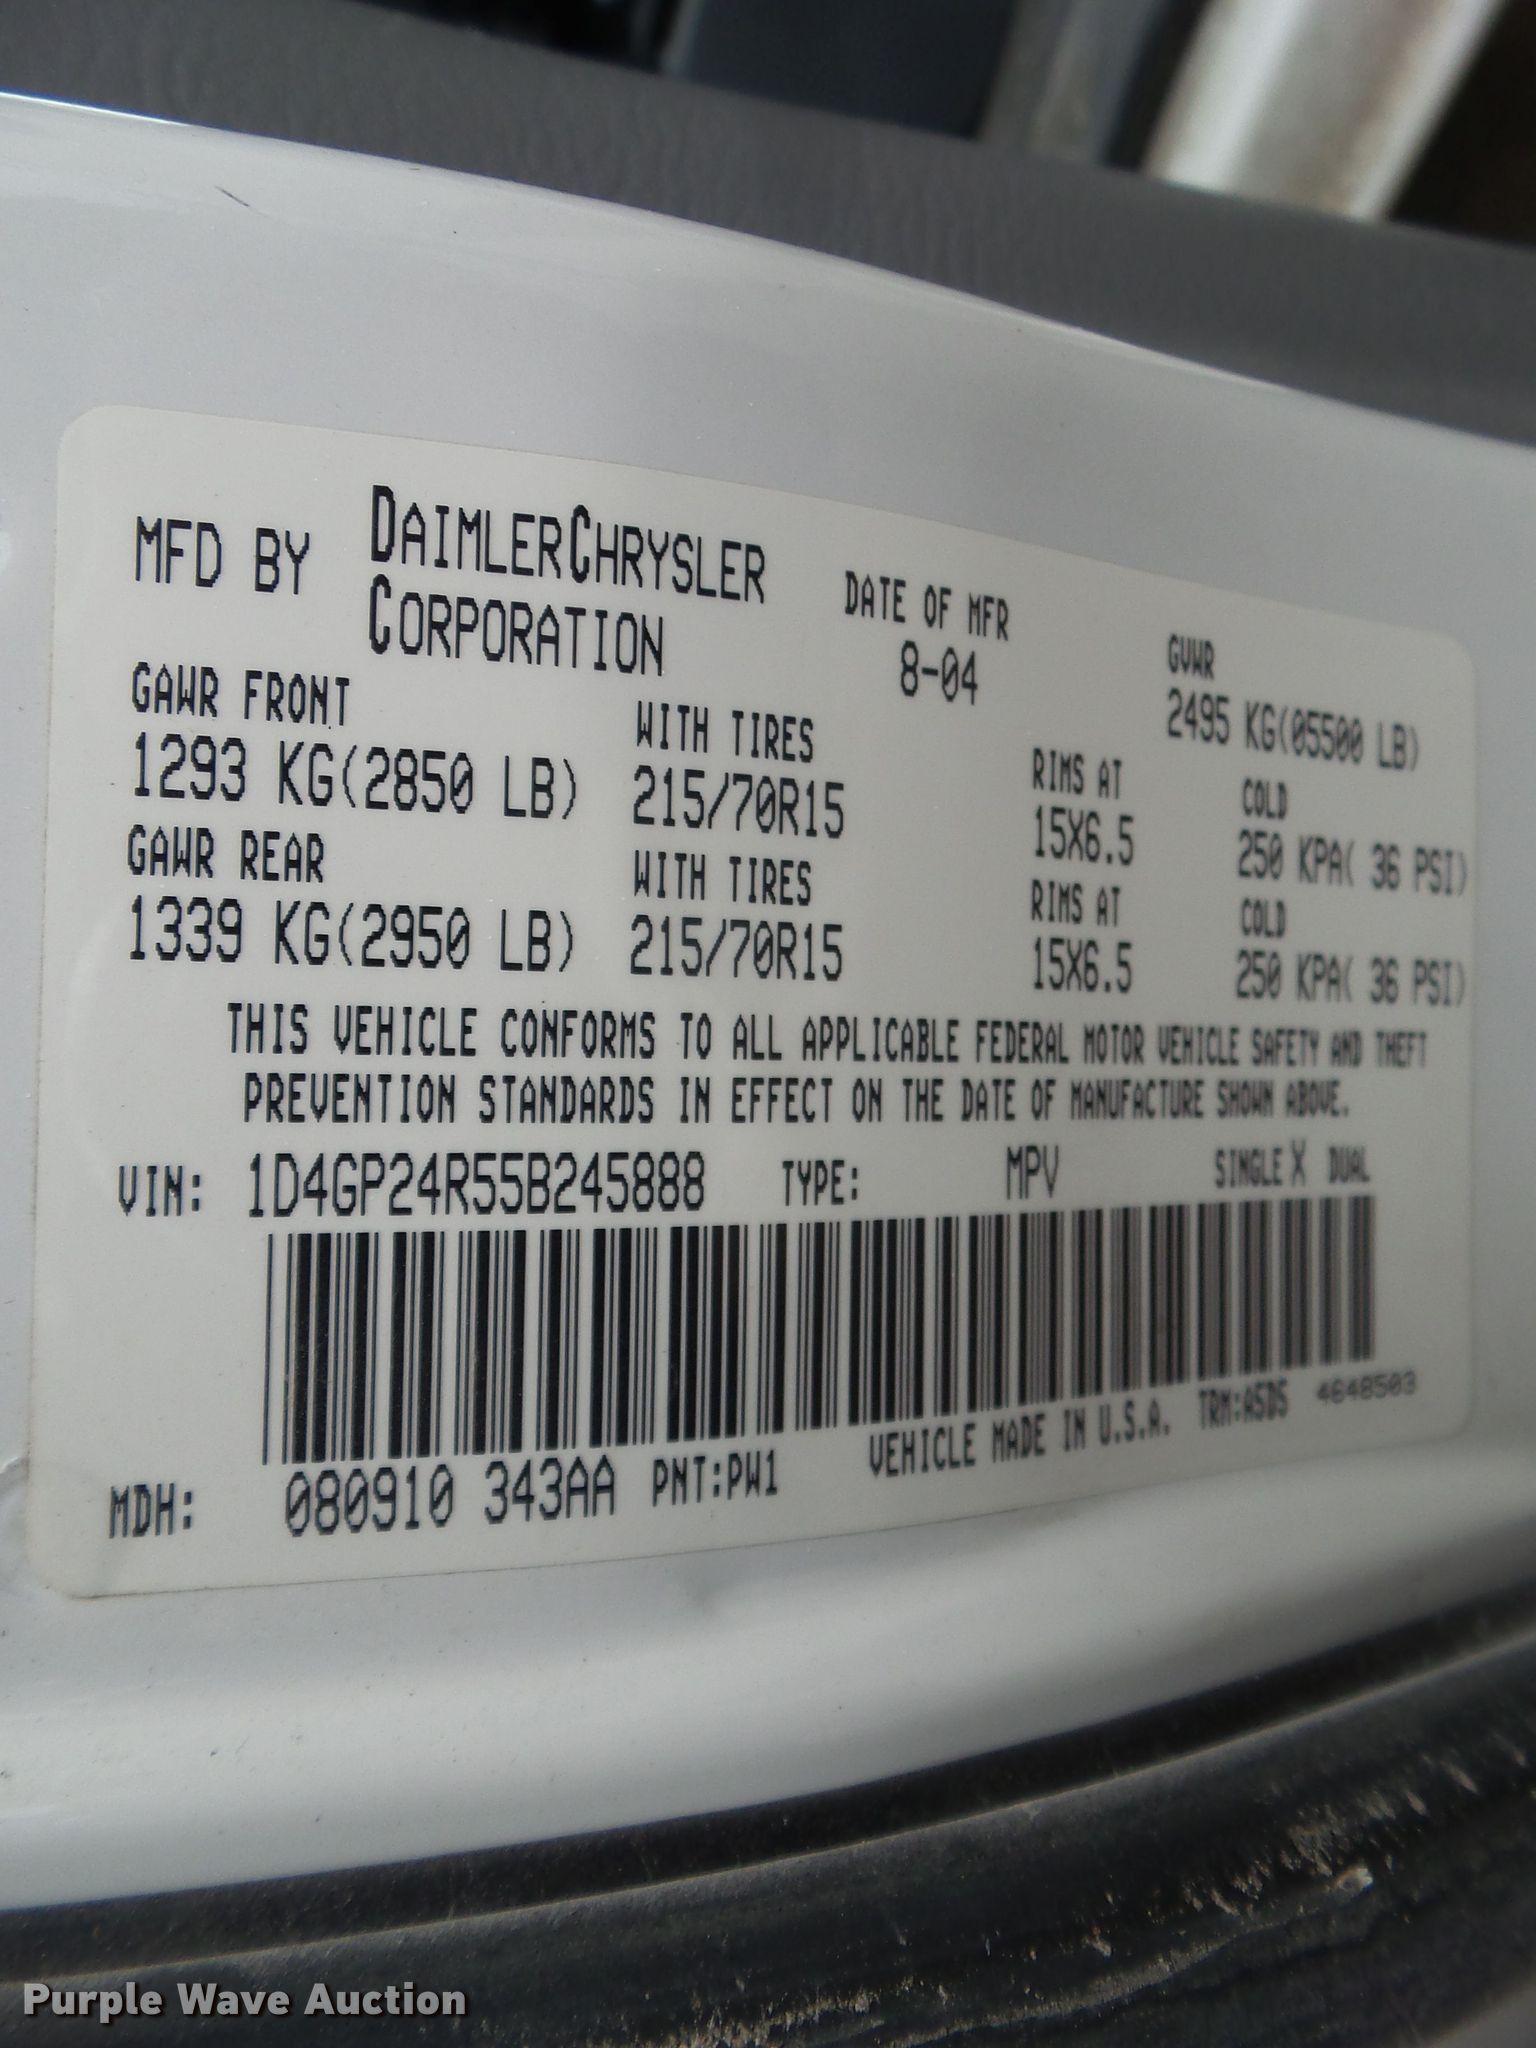 MFD BY DAIMLERCHRYSLER CORPORATION
DATE OF MFR
8-04
GVWR
2495 KG(05500 LB)
GAWR FRONT WITH TIRES RIMS AT COLD
1293 KG(2850 LB) 215/70R15 15X6.5 250 KPA( 36 PSI)
GAWR REAR WITH TIRES RIMS AT COLD
1339 KG(2950 LB) 215/70R15 15X6.5 250 KPA( 36 PSI)
THIS VEHICLE CONFORMS TO ALL APPLICABLE FEDERAL MOTOR VEHICLE SAFETY AND THEFT
PREVENTION STANDARDS IN EFFECT ON THE DATE OF MANUFACTURE SHOWN ABOVE.
VIN: 1D4GP24R55B245888 TYPE: MPV SINGLE X DUAL
MDH: 080910 343AA PNT:PW1 VEHICLE MADE IN U.S.A. TRM:A5D5 4648503
Purple Wave Auction